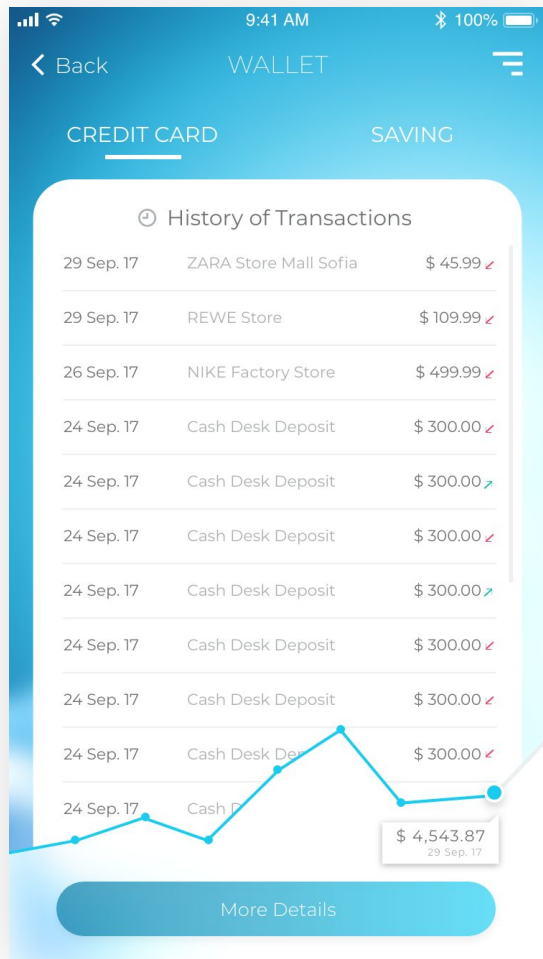 9:41 AM 100%
Back WALLET
CREDIT CARD SAVING
History of Transactions
29 Sep. 17 ZARA Store Mall Sofia $ 45.99
29 Sep. 17 REWE Store $ 109.99
26 Sep. 17 NIKE Factory Store $ 499.99
24 Sep. 17 Cash Desk Deposit $ 300.00
24 Sep. 17 Cash Desk Deposit $ 300.00
24 Sep. 17 Cash Desk Deposit $ 300.00
24 Sep. 17 Cash Desk Deposit $ 300.00
24 Sep. 17 Cash Desk Deposit $ 300.00
24 Sep. 17 Cash Desk Deposit $ 300.00
24 Sep. 17 Cash Desk $ 300.00
24 Sep. 17 Cash
$ 4,543.87
29 Sep. 17
More Details